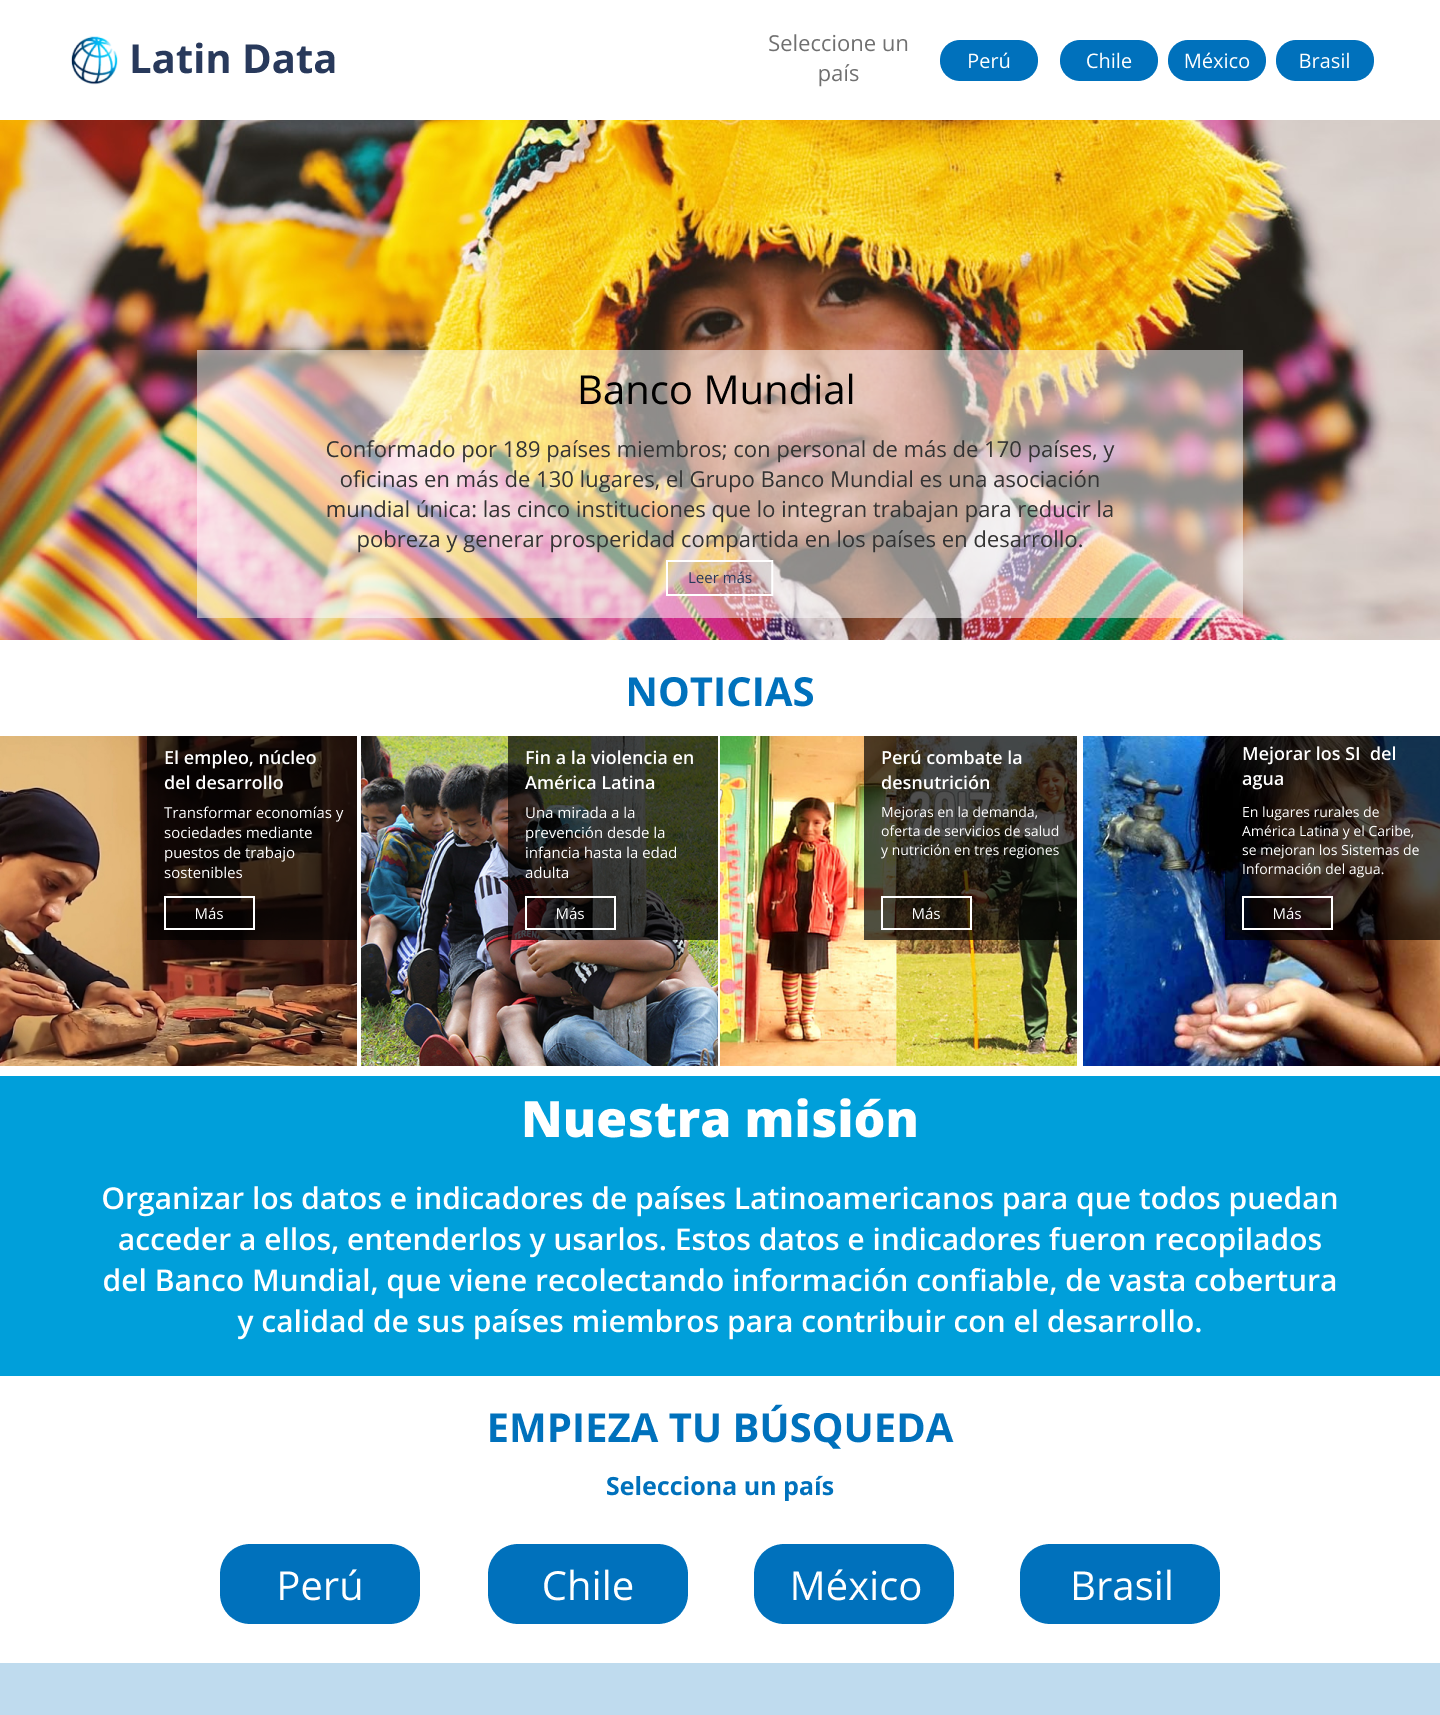 Latin Data
Seleccione un
país
Perú
Chile
México
Brasil
Banco Mundial
Conformado por 189 países miembros; con personal de más de 170 países, y
oficinas en más de 130 lugares, el Grupo Banco Mundial es una asociación
mundial única: las cinco instituciones que lo integran trabajan para reducir la
pobreza y generar prosperidad compartida en los países en desarrollo.
Leer más
NOTICIAS
El empleo, núcleo
del desarrollo
Transformar economías y
sociedades mediante
puestos de trabajo
sostenibles
Más
Fin a la violencia en
América Latina
Una mirada a la
prevención desde la
infancia hasta la edad
adulta
Más
Perú combate la
desnutrición
Mejoras en la demanda,
oferta de servicios de salud
y nutrición en tres regiones
Más
Mejorar los SI  del
agua
En lugares rurales de
América Latina y el Caribe,
se mejoran los Sistemas de
Información del agua.
Más
Nuestra misión
Organizar los datos e indicadores de países Latinoamericanos para que todos puedan
acceder a ellos, entenderlos y usarlos. Estos datos e indicadores fueron recopilados
del Banco Mundial, que viene recolectando información confiable, de vasta cobertura
y calidad de sus países miembros para contribuir con el desarrollo.
EMPIEZA TU BÚSQUEDA
Selecciona un país
Perú
Chile
México
Brasil